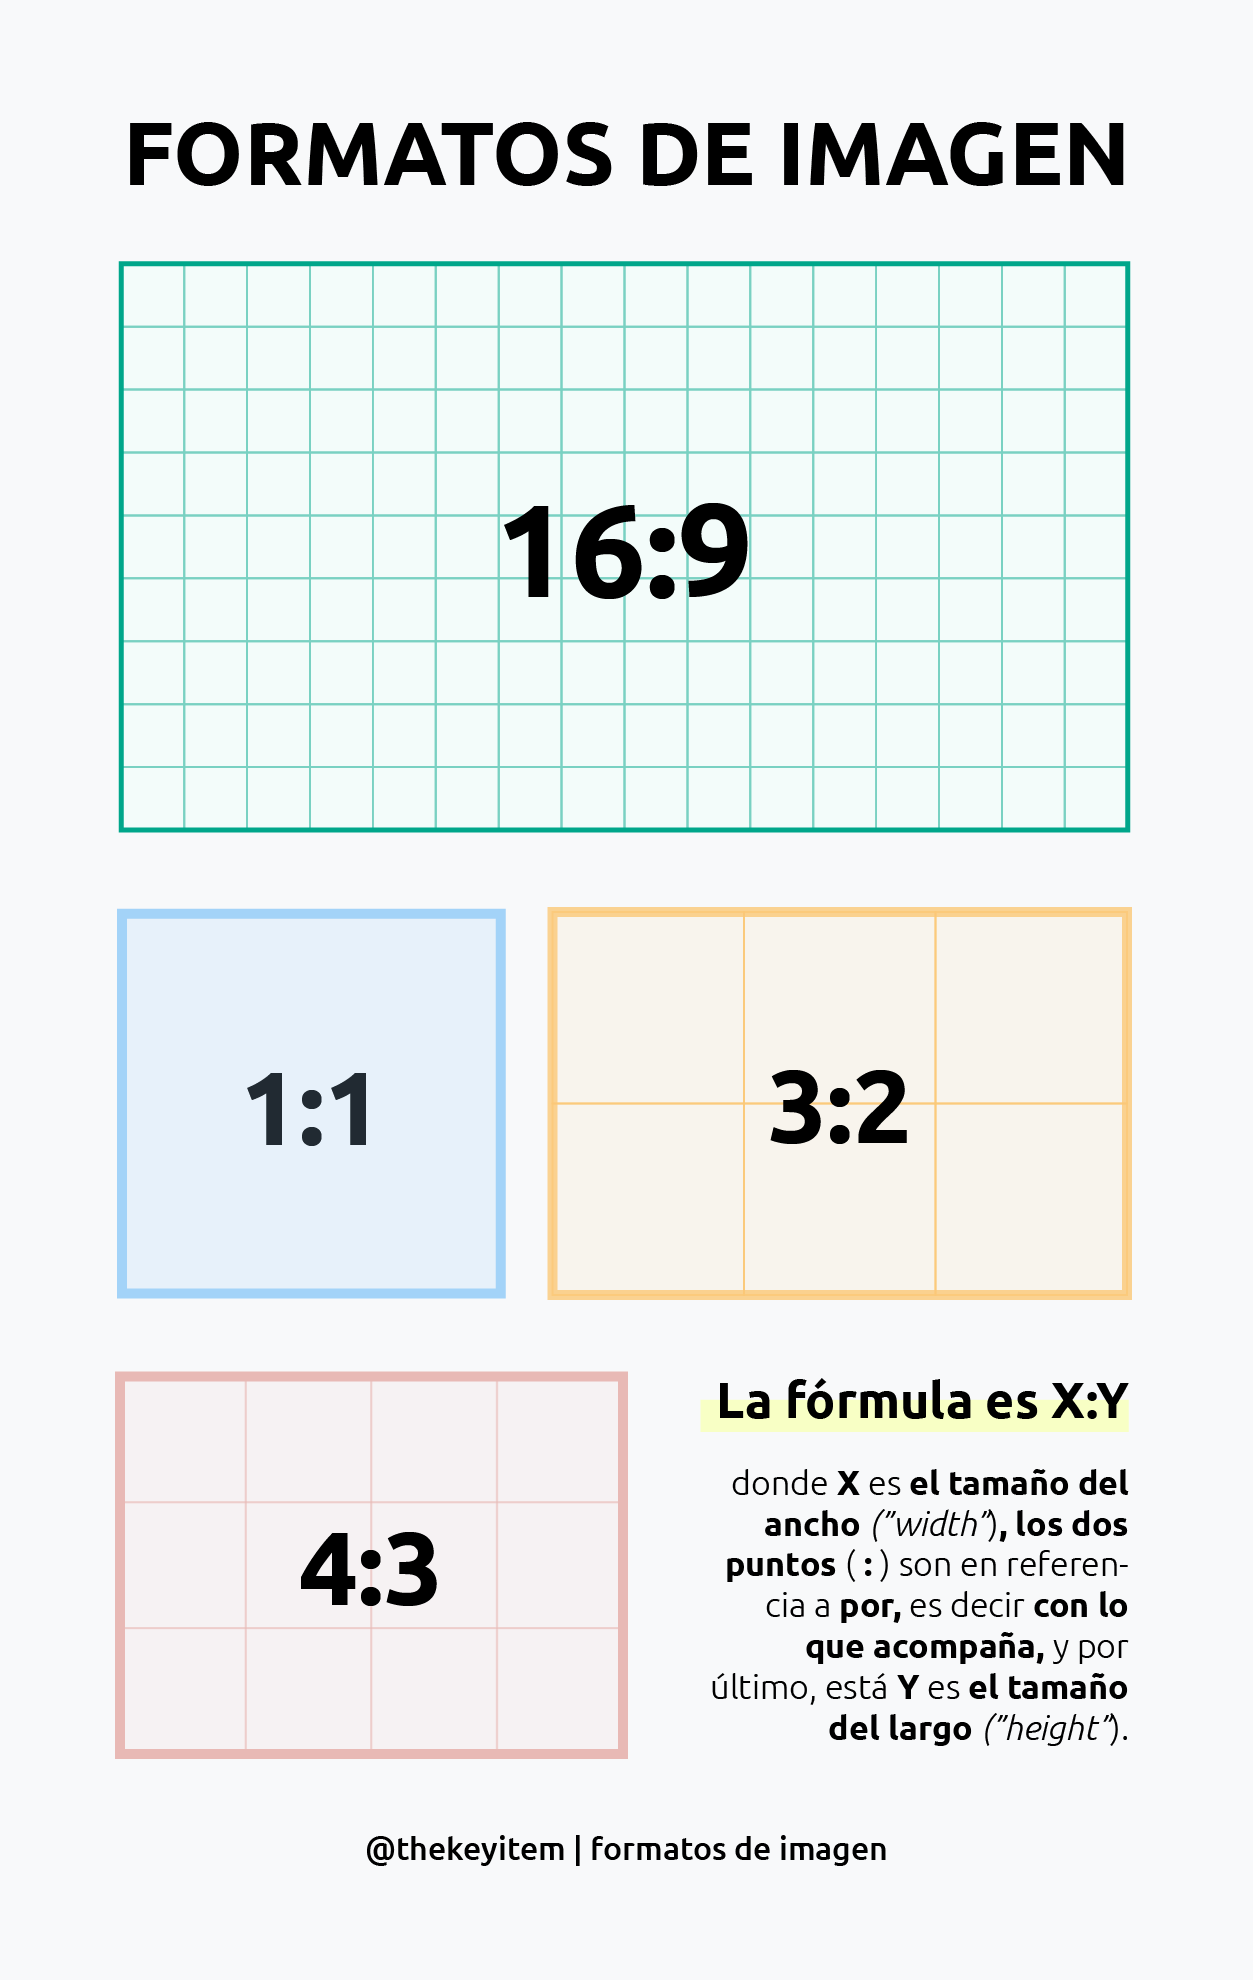 FORMATOS DE IMAGEN
16:9
1:1
3:2
4:3
La fórmula es X:Y
donde X es el tamaño del
ancho ("width"), los dos
puntos (:) son en referen-
cia a por, es decir con lo
que acompaña, y por
último, está Y es el tamaño
del largo ("height").
@thekeyitem | formatos de imagen